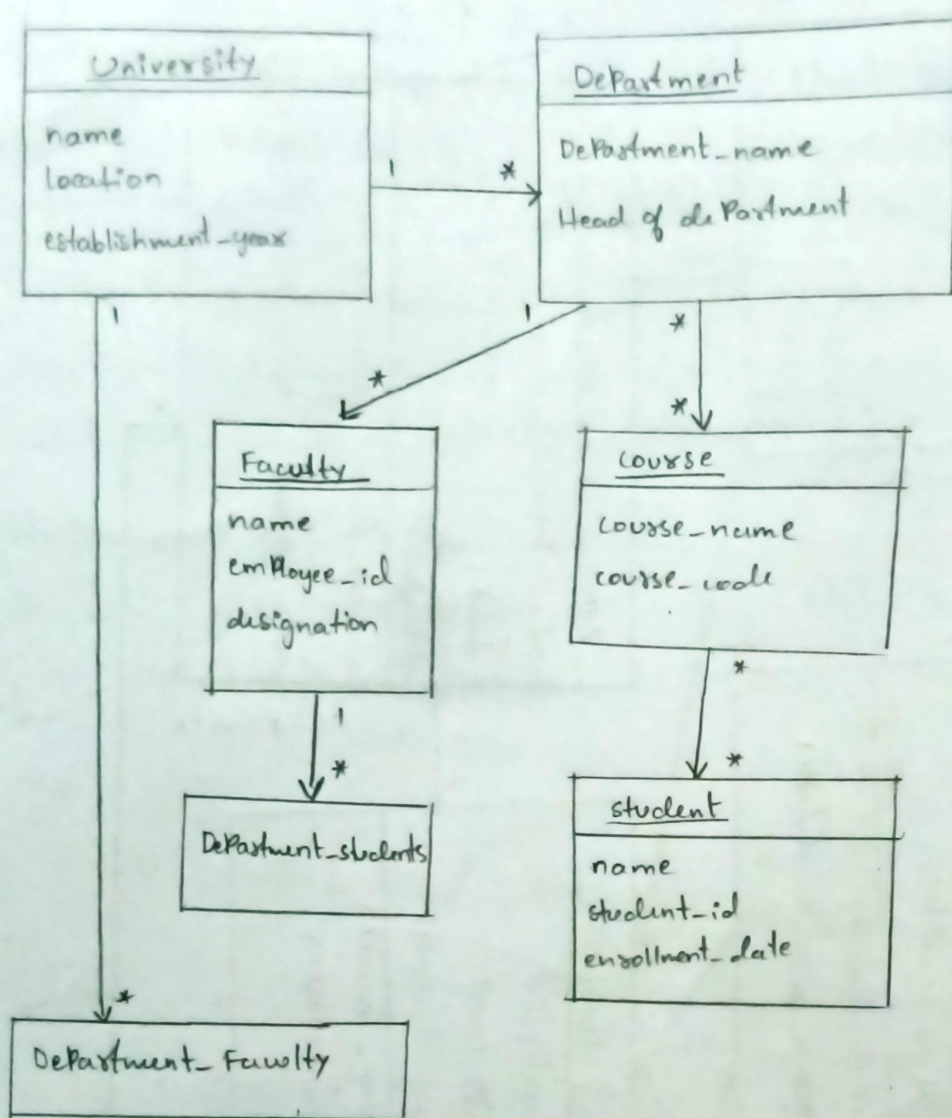 University
name
location
establishment_year
1
*
Department
Department_name
Head of department
1
1
*
*
*
Faculty
name
employee_id
designation
course
course_name
course_code
1
*
*
*
Department_students
student
name
student_id
enrollment_date
*
Department_Faculty